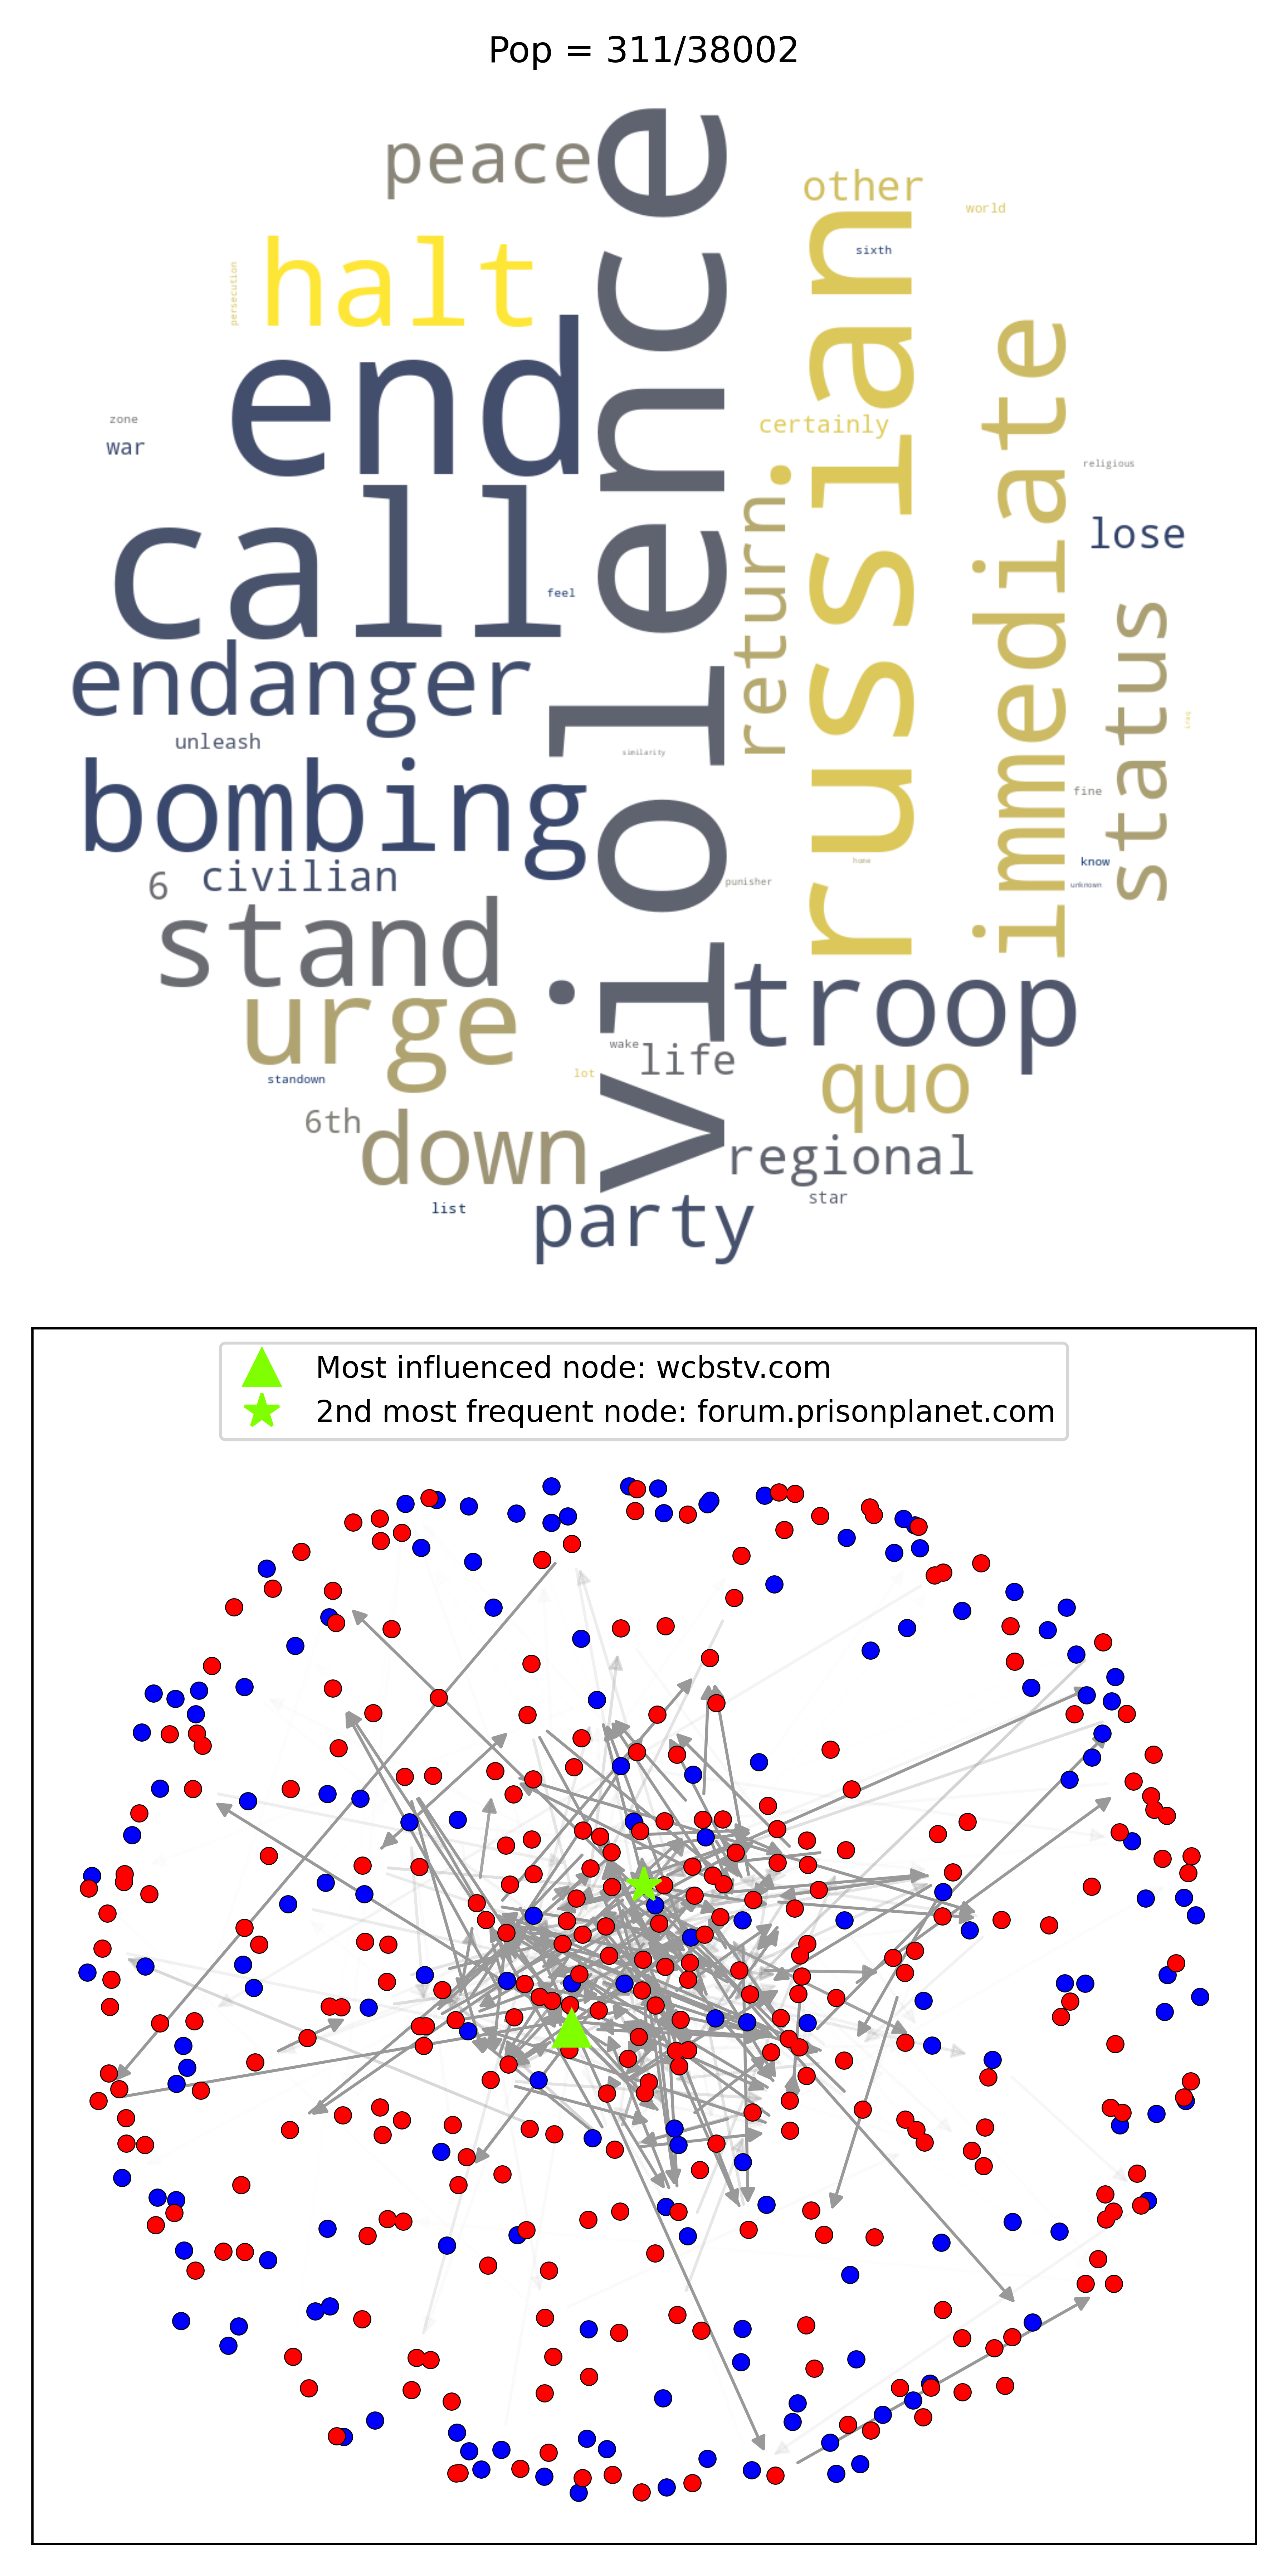 Pop = 311/38002
peace
violence
other
world
sixth
russian
halt
persecution
end
immediate
certainly
zone
war
religious
call
return
lose
feel
status
endanger
unleash
similarity
bombing
fine
home
know
punisher
unknown
6
civilian
stand
troop
urge
wake
life
lot
standown
quo
6th
down
regional
star
list
party
Most influenced node: wcbstv.com
2nd most frequent node: forum.prisonplanet.com